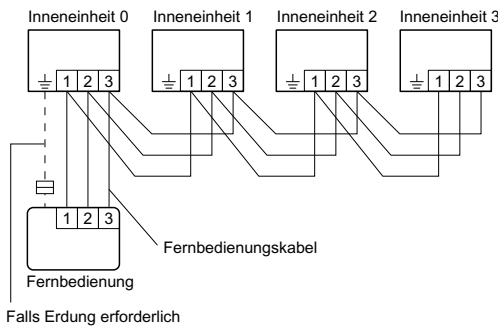 Inneneinheit 0 Inneneinheit 1 Inneneinheit 2 Inneneinheit 3
1 2 3 1 2 3 1 2 3 1 2 3
1 2 3
Fernbedienungskabel
Fernbedienung
Falls Erdung erforderlich